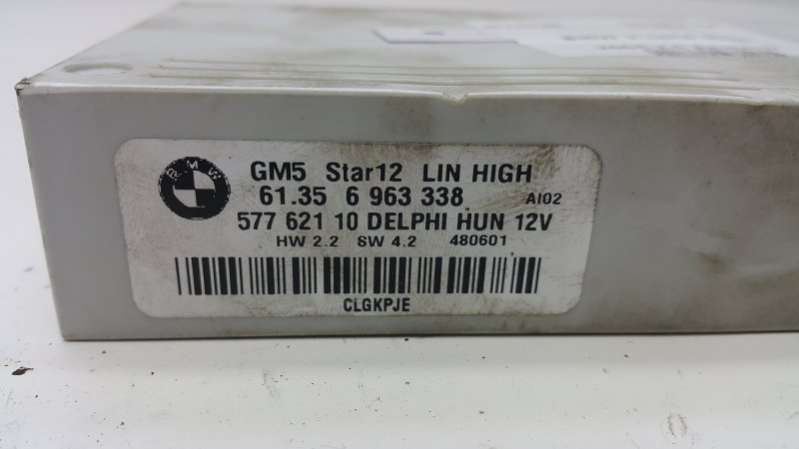 BMW
GM5 Star12 LIN HIGH
61.35 6 963 338 AI02
577 621 10 DELPHI HUN 12V
HW 2.2 SW 4.2 480601
CLGKPJE